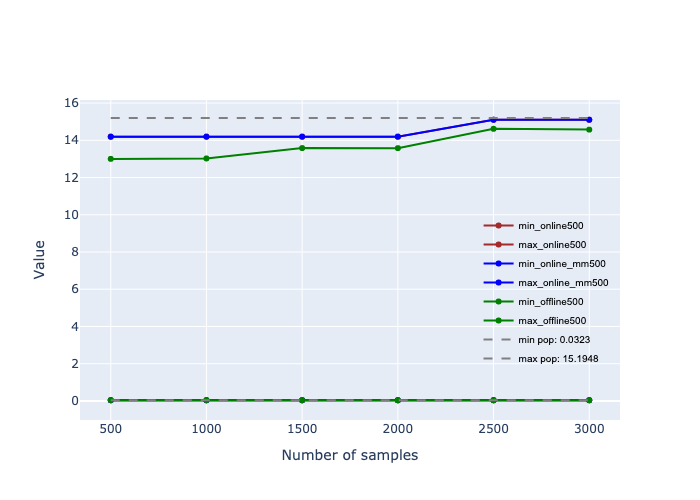 16
14
12
10
8
6
4
2
0
Value
500
1000
1500
2000
2500
3000
Number of samples
min_online500
max_online500
min_online_mm500
max_online_mm500
min_offline500
max_offline500
min pop: 0.0323
max pop: 15.1948